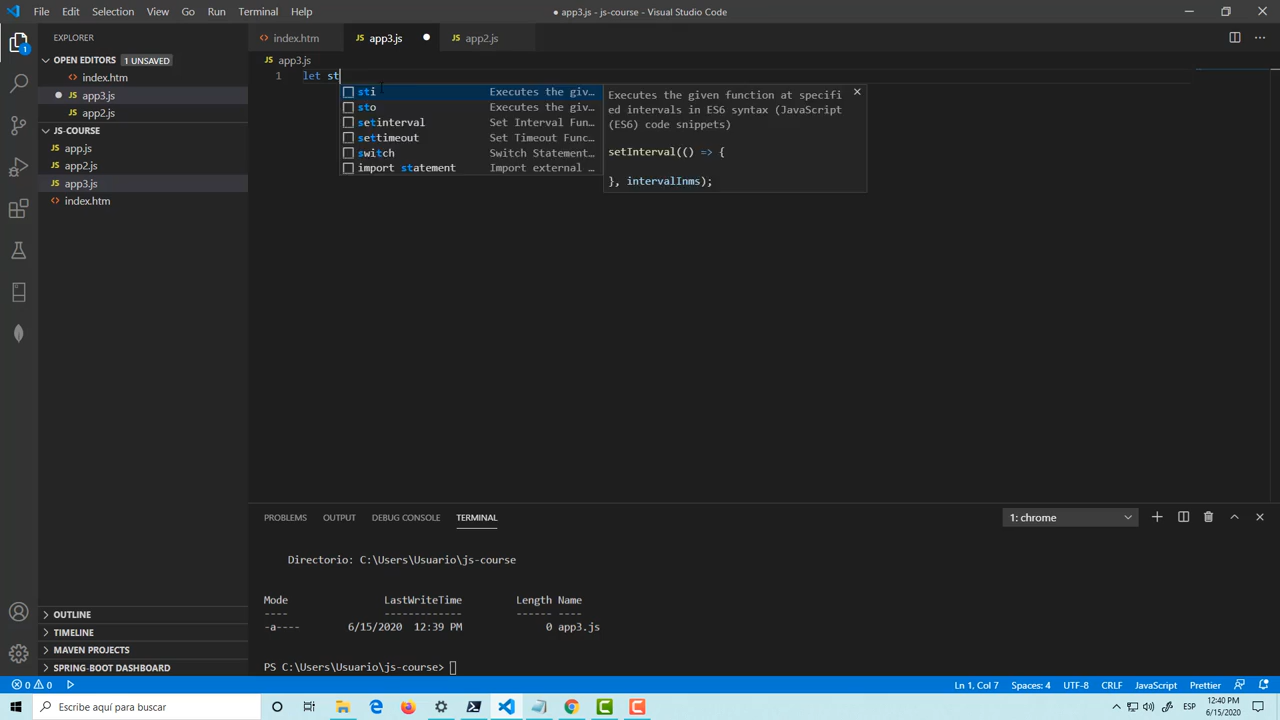 File Edit Selection View Go Run Terminal Help
● app3.js - js-course - Visual Studio Code
EXPLORER
index.htm app3.js app2.js
OPEN EDITORS 1 UNSAVED
index.htm
app3.js
app2.js
JS-COURSE
app.js
app2.js
app3.js
index.htm
OUTLINE
TIMELINE
MAVEN PROJECTS
SPRING-BOOT DASHBOARD
1
app3.js
1 let st
sti Executes the giv…
sto Executes the giv…
setinterval Set Interval Fun…
settimeout Set Timeout Func…
switch Switch Statement…
import statement Import external …
Executes the given function at specifi
ed intervals in ES6 syntax (JavaScript
(ES6) code snippets)
setInterval(() => {
}, intervalInms);
PROBLEMS OUTPUT DEBUG CONSOLE TERMINAL
1: chrome
Directorio: C:\Users\Usuario\js-course
Mode LastWriteTime Length Name
---- ------------- ------ ----
-a---- 6/15/2020 12:39 PM 0 app3.js
PS C:\Users\Usuario\js-course>
0 0 Ln 1, Col 7 Spaces: 4 UTF-8 CRLF JavaScript Prettier
Escribe aquí para buscar
ESP
12:40 PM
6/15/2020